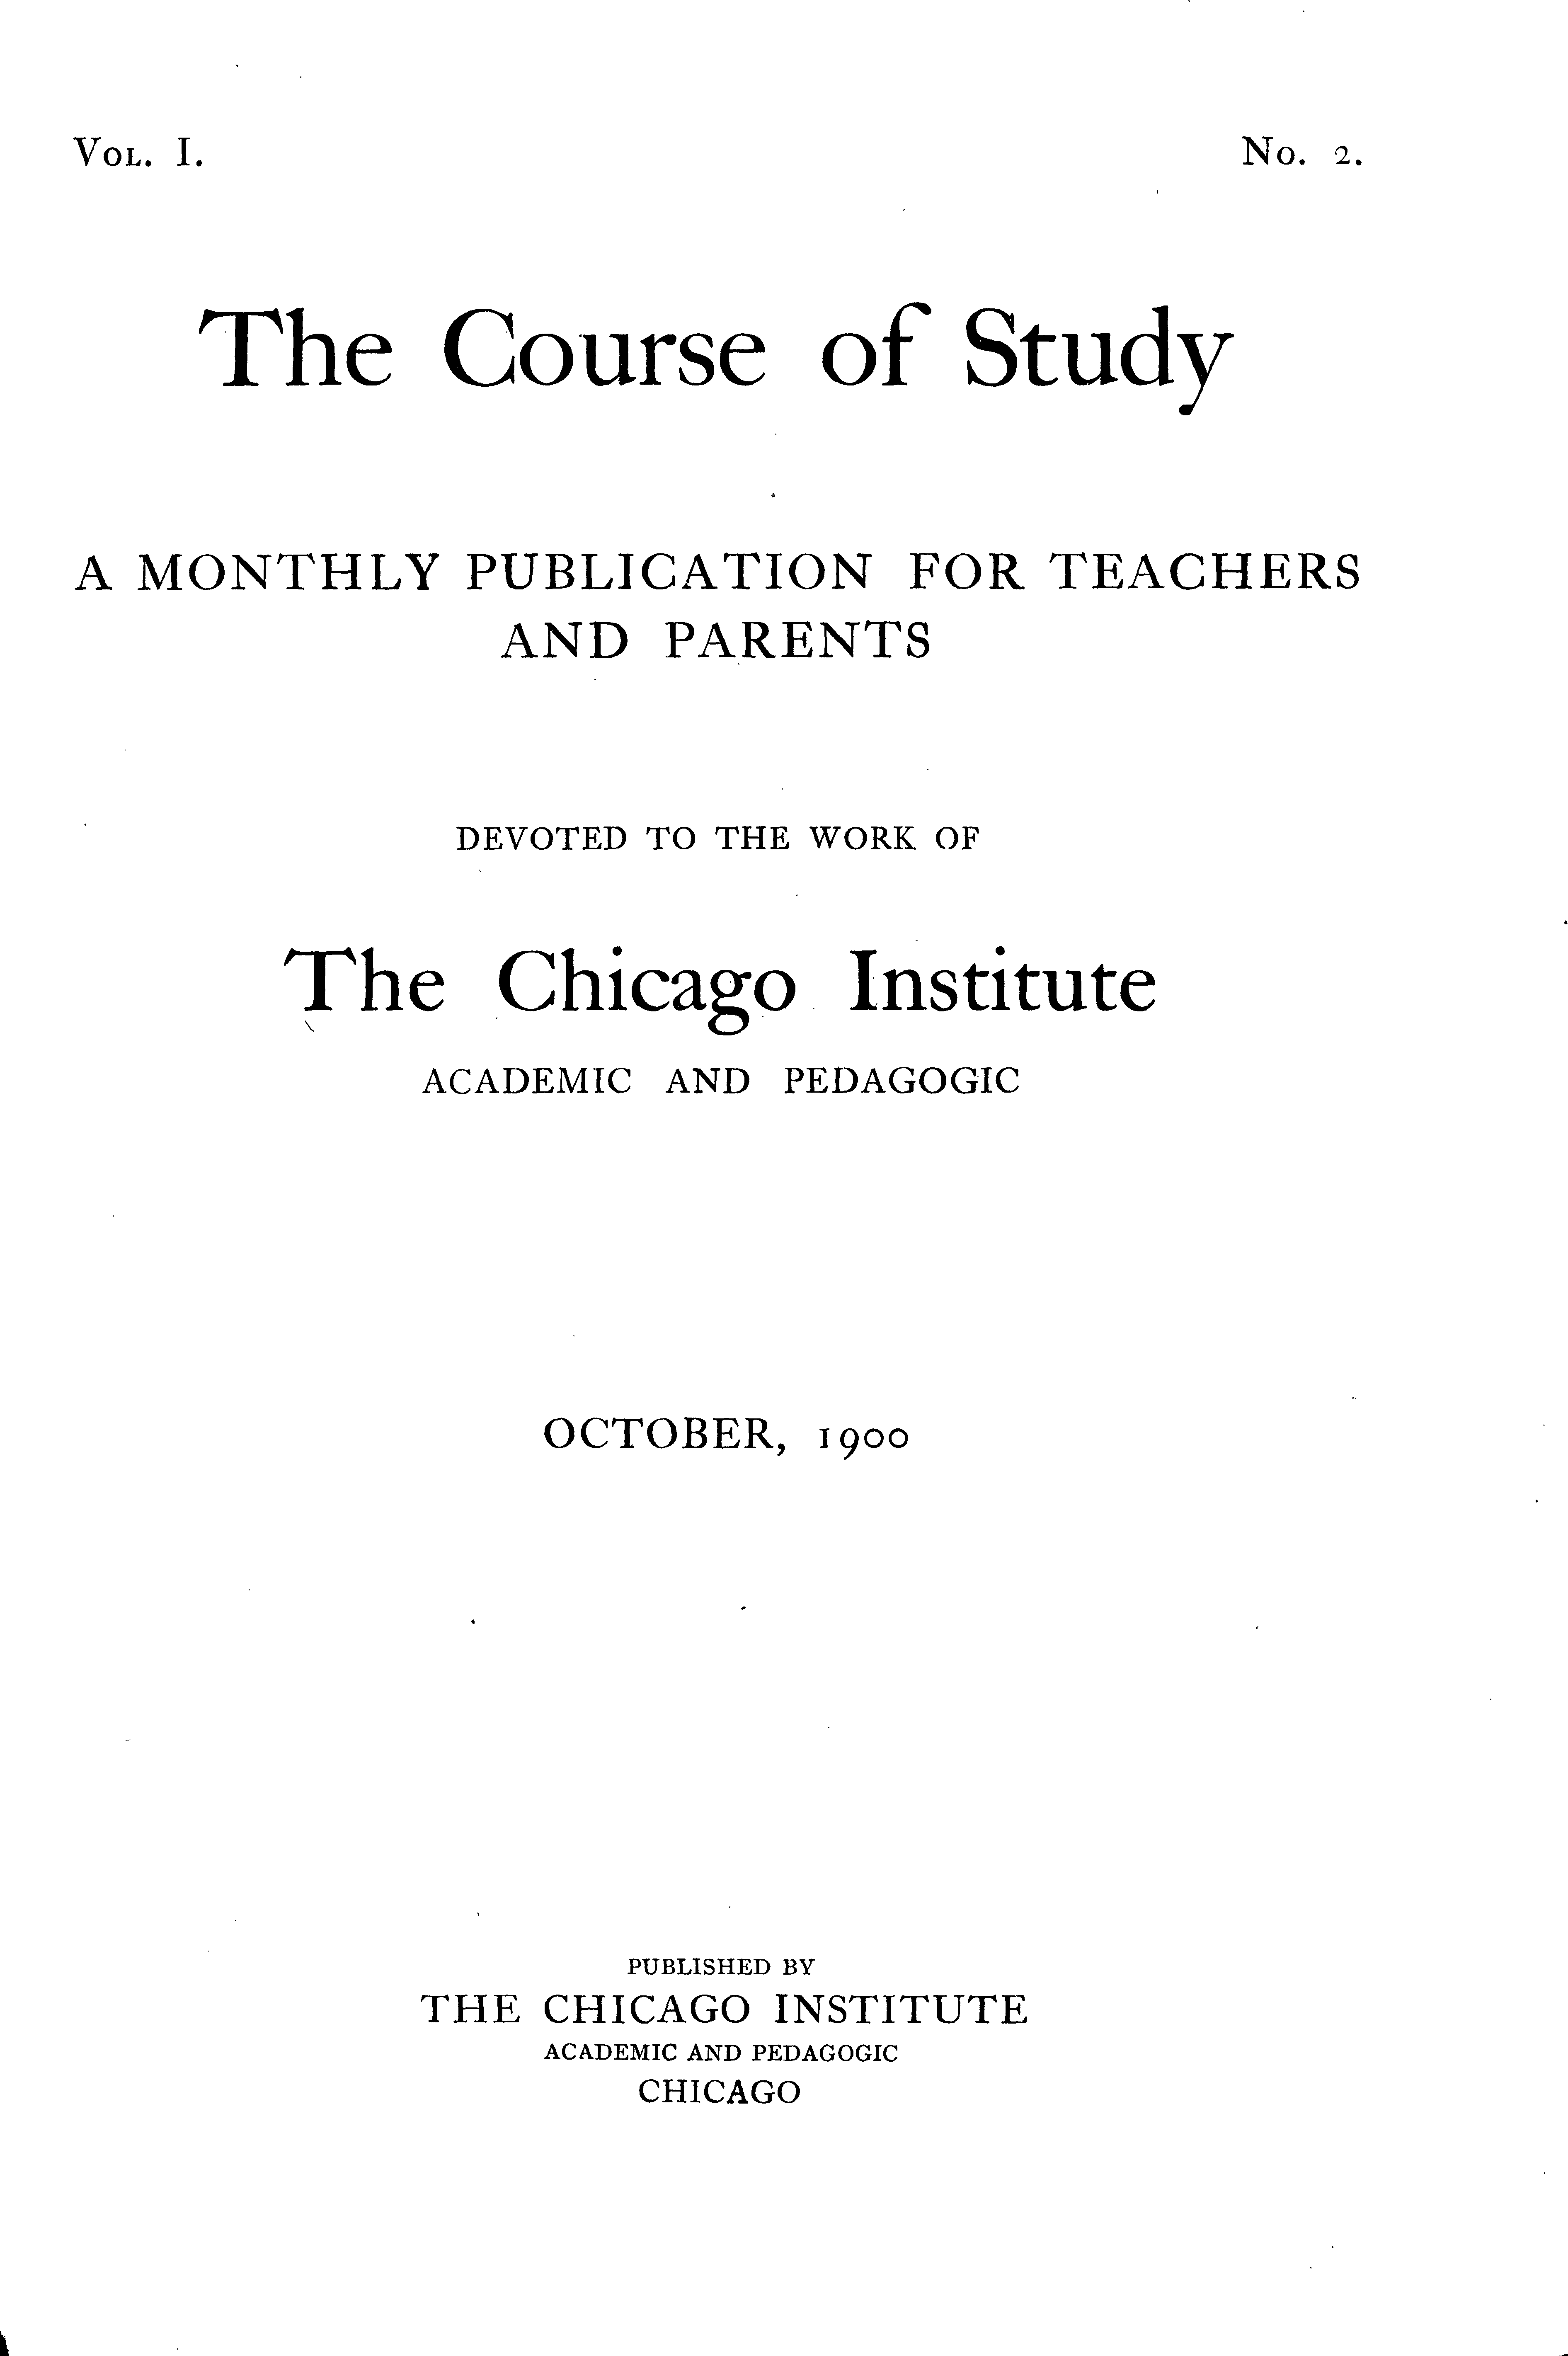 Vol. I. No. 2.
The Course of Study
A MONTHLY PUBLICATION FOR TEACHERS
AND PARENTS
DEVOTED TO THE WORK OF
The Chicago Institute
ACADEMIC AND PEDAGOGIC
OCTOBER, 1900
PUBLISHED BY
THE CHICAGO INSTITUTE
ACADEMIC AND PEDAGOGIC
CHICAGO